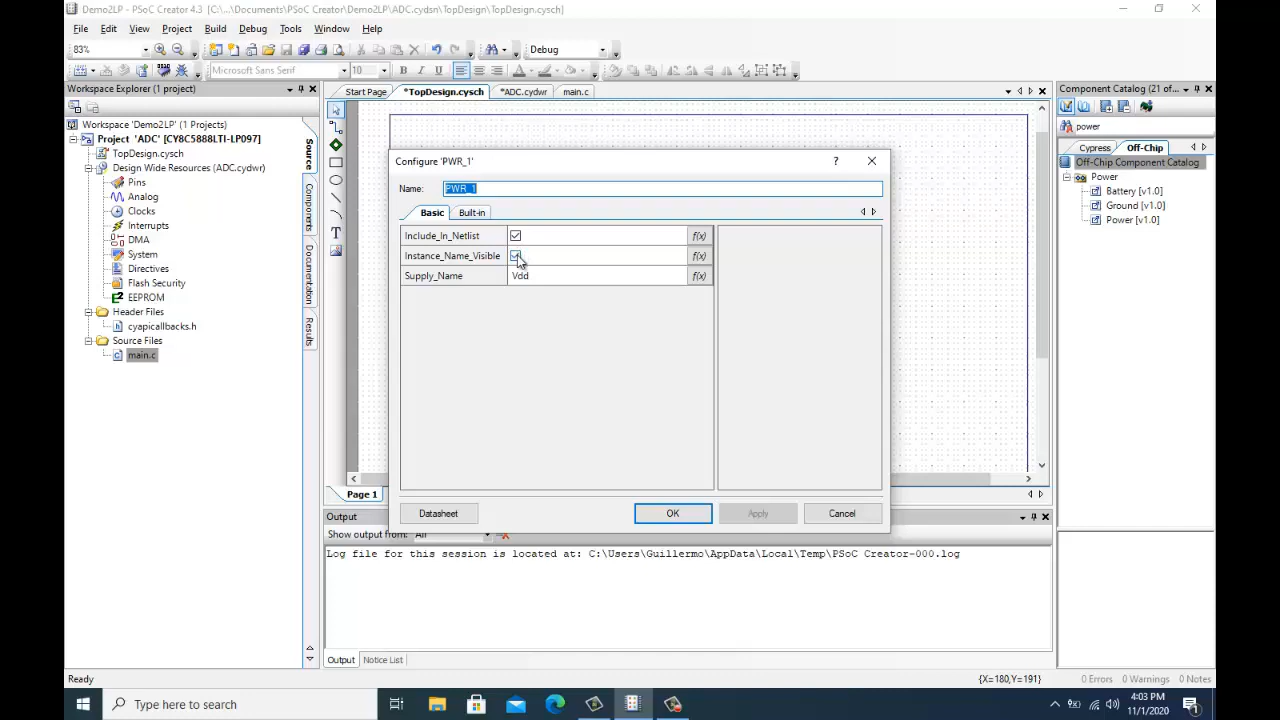 Demo2LP - PSoC Creator 4.3 [C:\...\Documents\PSoC Creator\Demo2LP\ADC.cydsn\TopDesign\TopDesign.cysch]
File Edit View Project Build Debug Tools Window Help
83% Debug
Microsoft Sans Serif 10 B I U A
Workspace Explorer (1 project)
Start Page *TopDesign.cysch *ADC.cydwr main.c
Component Catalog (21 of...
power
Workspace 'Demo2LP' (1 Projects)
Project 'ADC' [CY8C5888LTI-LP097]
TopDesign.cysch
Design Wide Resources (ADC.cydwr)
Pins
Analog
Clocks
Interrupts
DMA
System
Directives
Flash Security
EEPROM
Header Files
cyapicallbacks.h
Source Files
main.c
Source
Components
Documentation
Results
T
Configure 'PWR_1'
?
Name: PWR_1
Basic Built-in
Include_In_Netlist f(x)
Instance_Name_Visible f(x)
Supply_Name Vdd f(x)
Datasheet OK Apply Cancel
Cypress Off-Chip
Off-Chip Component Catalog
Power
Battery [v1.0]
Ground [v1.0]
Power [v1.0]
Page 1
Output
Show output from: All
Log file for this session is located at: C:\Users\Guillermo\AppData\Local\Temp\PSoC Creator-000.log
Output Notice List
Ready {X=180,Y=191} 0 Errors 0 Warnings 0 Notes
Type here to search
4:03 PM
11/1/2020
1